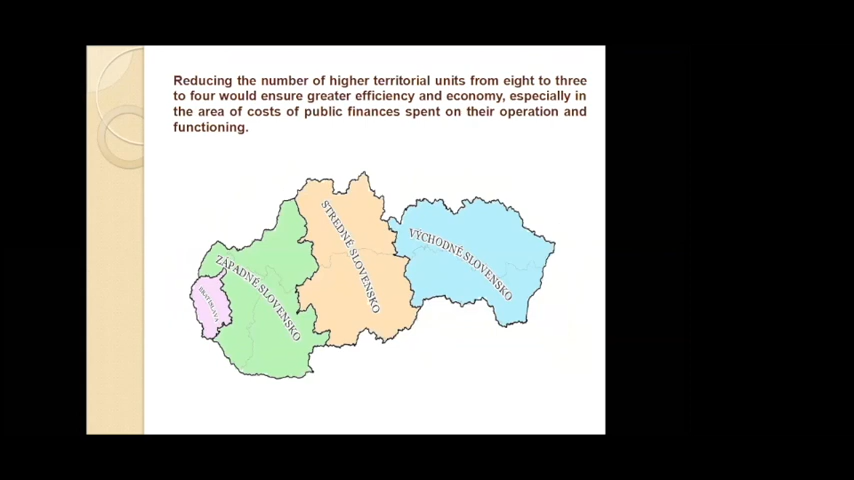 Reducing the number of higher territorial units from eight to three
to four would ensure greater efficiency and economy, especially in
the area of costs of public finances spent on their operation and
functioning.
STREDNÉ SLOVENSKO
VÝCHODNÉ SLOVENSKO
ZÁPADNÉ SLOVENSKO
BRATISLAVA